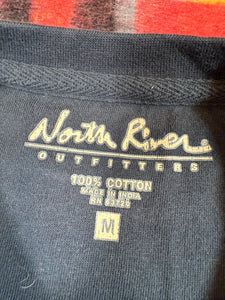 North River
OUTFITTERS
100% COTTON
MADE IN INDIA
M